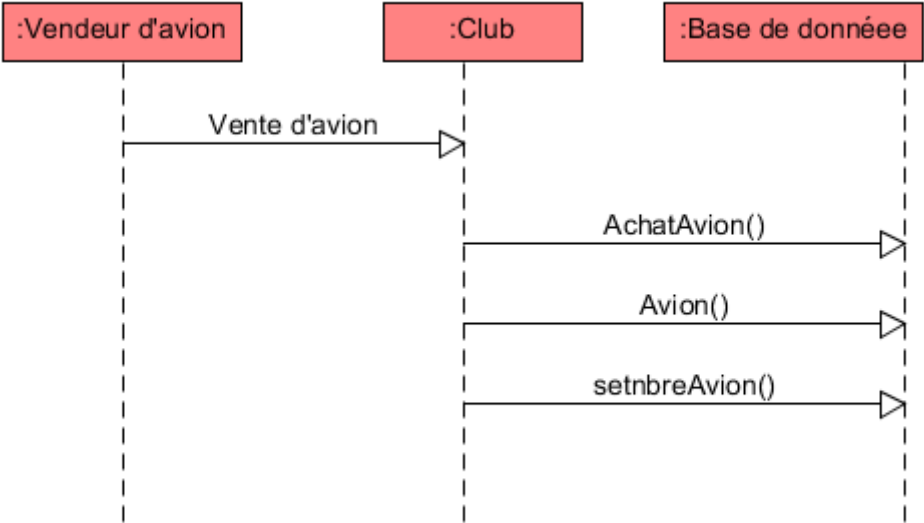 :Vendeur d'avion
:Club
:Base de donnéee
Vente d'avion
AchatAvion()
Avion()
setnbreAvion()